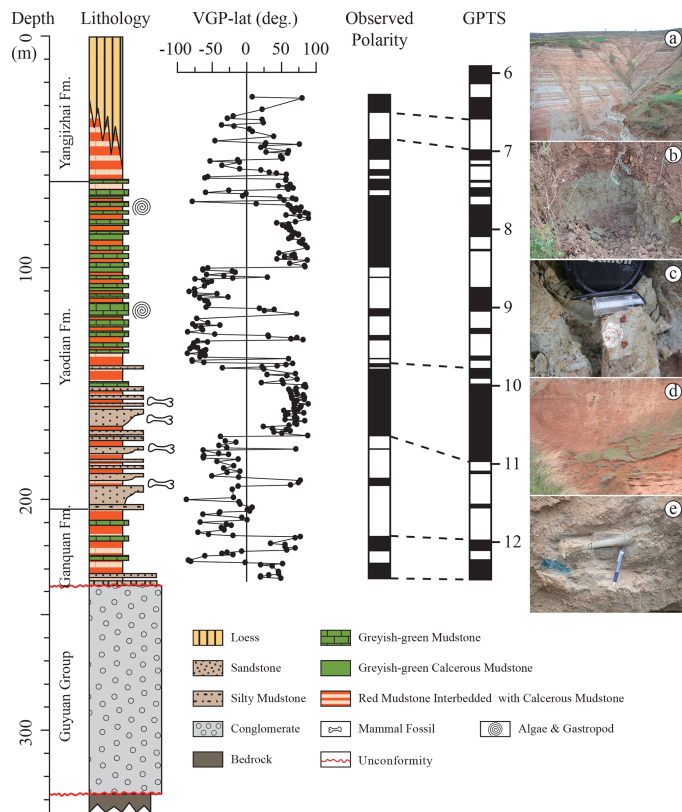 Depth
(m)
Lithology
VGP-lat (deg.)
Observed
Polarity
GPTS
-100
-50
0
50
100
0
100
200
300
Yangjizhai Fm.
Yaodian Fm.
Ganquan Fm.
Guyuan Group
6
7
8
9
10
11
12
a
b
c
Canon
d
e
Loess
Greyish-green Mudstone
Sandstone
Greyish-green Calcerous Mudstone
Silty Mudstone
Red Mudstone Interbedded with Calcerous Mudstone
Conglomerate
Mammal Fossil
Algae & Gastropod
Bedrock
Unconformity